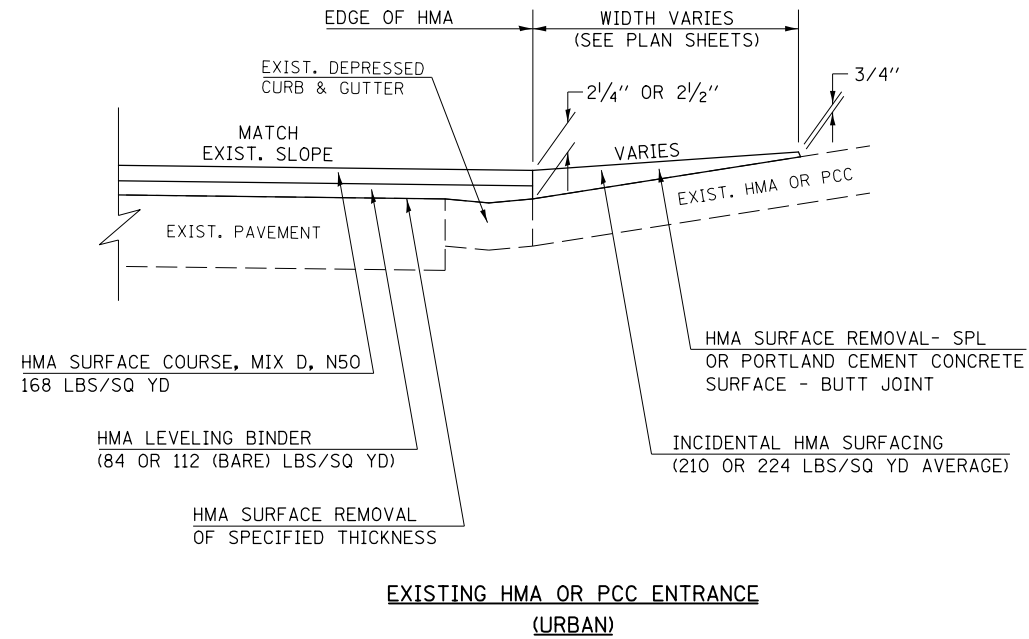 EDGE OF HMA
WIDTH VARIES
(SEE PLAN SHEETS)
EXIST. DEPRESSED
CURB & GUTTER
2 1/4" OR 2 1/2"
3/4"
MATCH
EXIST. SLOPE
VARIES
EXIST. HMA OR PCC
EXIST. PAVEMENT
HMA SURFACE COURSE, MIX D, N50
168 LBS/SQ YD
HMA SURFACE REMOVAL- SPL
OR PORTLAND CEMENT CONCRETE
SURFACE - BUTT JOINT
HMA LEVELING BINDER
(84 OR 112 (BARE) LBS/SQ YD)
INCIDENTAL HMA SURFACING
(210 OR 224 LBS/SQ YD AVERAGE)
HMA SURFACE REMOVAL
OF SPECIFIED THICKNESS
EXISTING HMA OR PCC ENTRANCE
(URBAN)